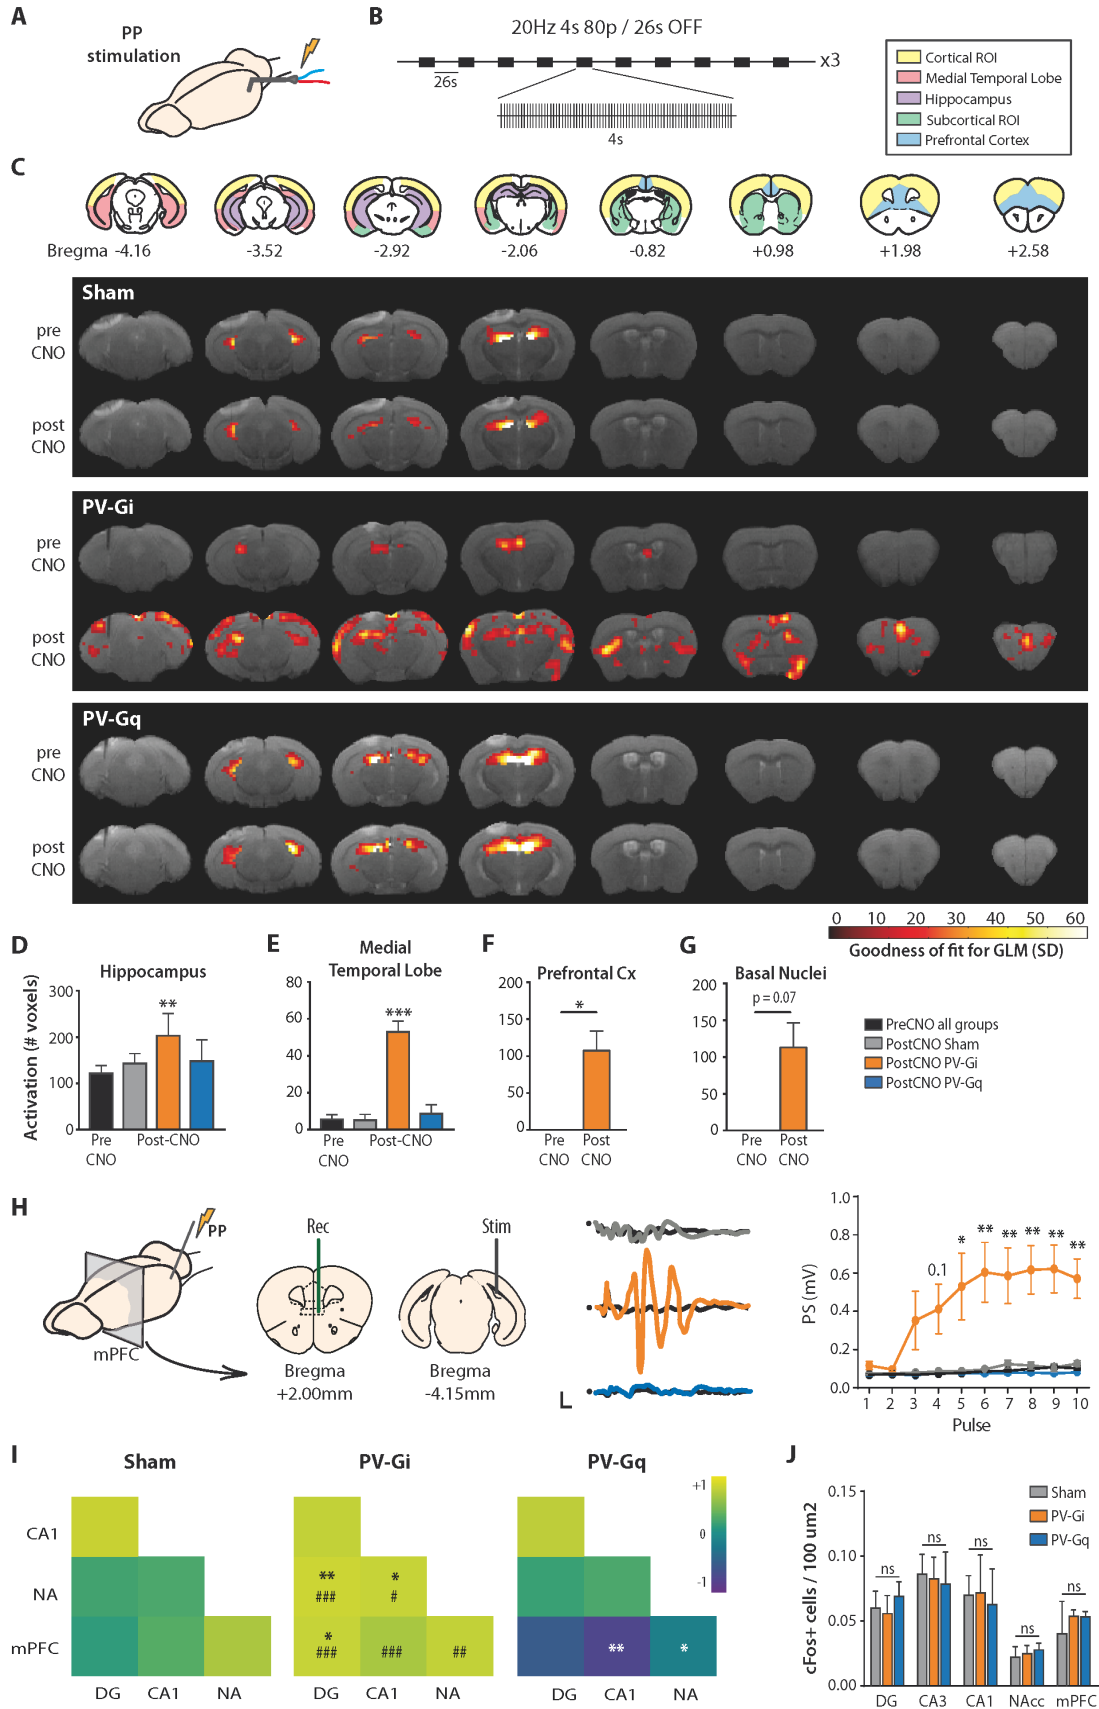 A
PP
stimulation
B
20Hz 4s 80p / 26s OFF
x3
26s
4s
Cortical ROI
Medial Temporal Lobe
Hippocampus
Subcortical ROI
Prefrontal Cortex
C
Bregma -4.16 -3.52 -2.92 -2.06 -0.82 +0.98 +1.98 +2.58
Sham
pre
CNO
post
CNO
PV-Gi
pre
CNO
post
CNO
PV-Gq
pre
CNO
post
CNO
0 10 20 30 40 50 60
Goodness of fit for GLM (SD)
D
Hippocampus
Activation (# voxels)
300
200
100
0
**
Pre
CNO
Post-CNO
E
Medial
Temporal Lobe
80
60
40
20
0
***
Pre
CNO
Post-CNO
F
Prefrontal Cx
200
150
100
50
0
*
Pre
CNO
Post
CNO
G
Basal Nuclei
p = 0.07
200
150
100
50
0
Pre
CNO
Post
CNO
PreCNO all groups
PostCNO Sham
PostCNO PV-Gi
PostCNO PV-Gq
H
PP
mPFC
Rec
Bregma
+2.00mm
Stim
Bregma
-4.15mm
PS (mV)
1.0
0.8
0.6
0.4
0.2
0.0
0.1 * ** ** ** ** **
1 2 3 4 5 6 7 8 9 10
Pulse
I
Sham PV-Gi PV-Gq
+1
0
-1
CA1
NA
** *
### #
mPFC
*
### ### ##
** *
DG CA1 NA DG CA1 NA DG CA1 NA
J
cFos+ cells / 100 um2
0.15
0.10
0.05
0.00
Sham
PV-Gi
PV-Gq
ns ns ns ns ns
DG CA3 CA1 NAcc mPFC